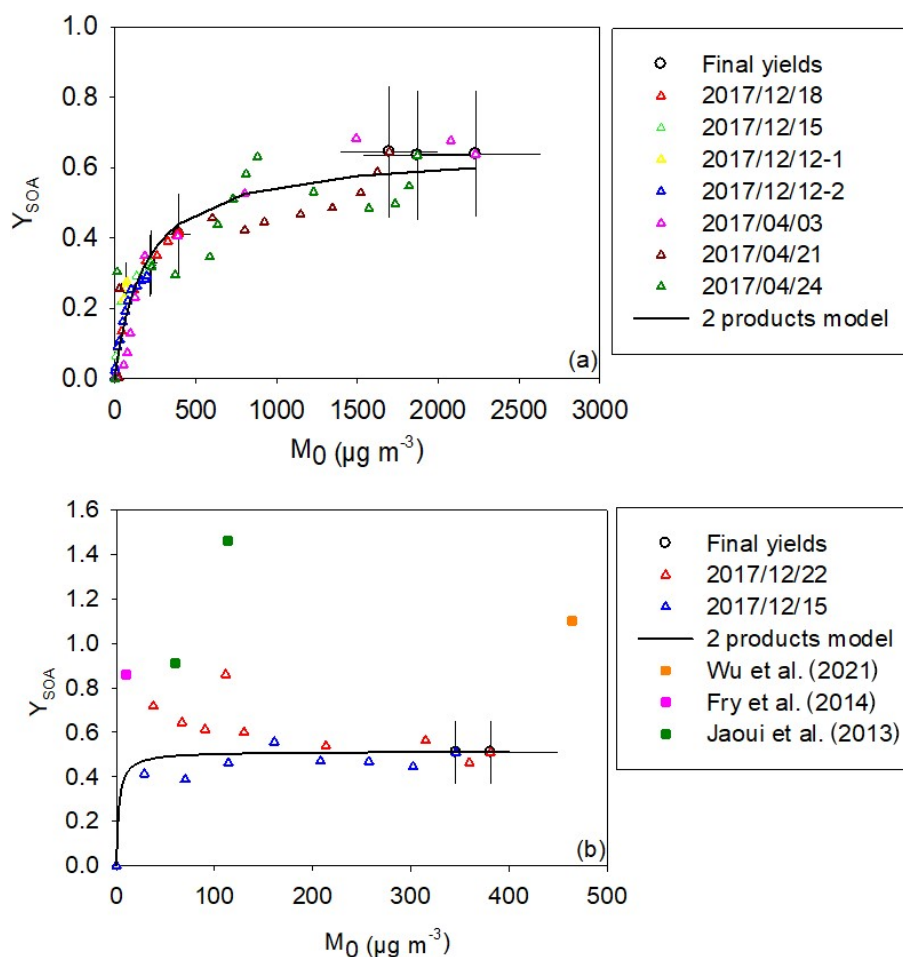 1.0
0.8
0.6
0.4
0.2
0.0
Y_SOA
0 500 1000 1500 2000 2500 3000
M₀ (µg m⁻³)
(a)
Final yields
2017/12/18
2017/12/15
2017/12/12-1
2017/12/12-2
2017/04/03
2017/04/21
2017/04/24
2 products model
1.6
1.4
1.2
1.0
0.8
0.6
0.4
0.2
0.0
Y_SOA
0 100 200 300 400 500
M₀ (µg m⁻³)
(b)
Final yields
2017/12/22
2017/12/15
2 products model
Wu et al. (2021)
Fry et al. (2014)
Jaoui et al. (2013)